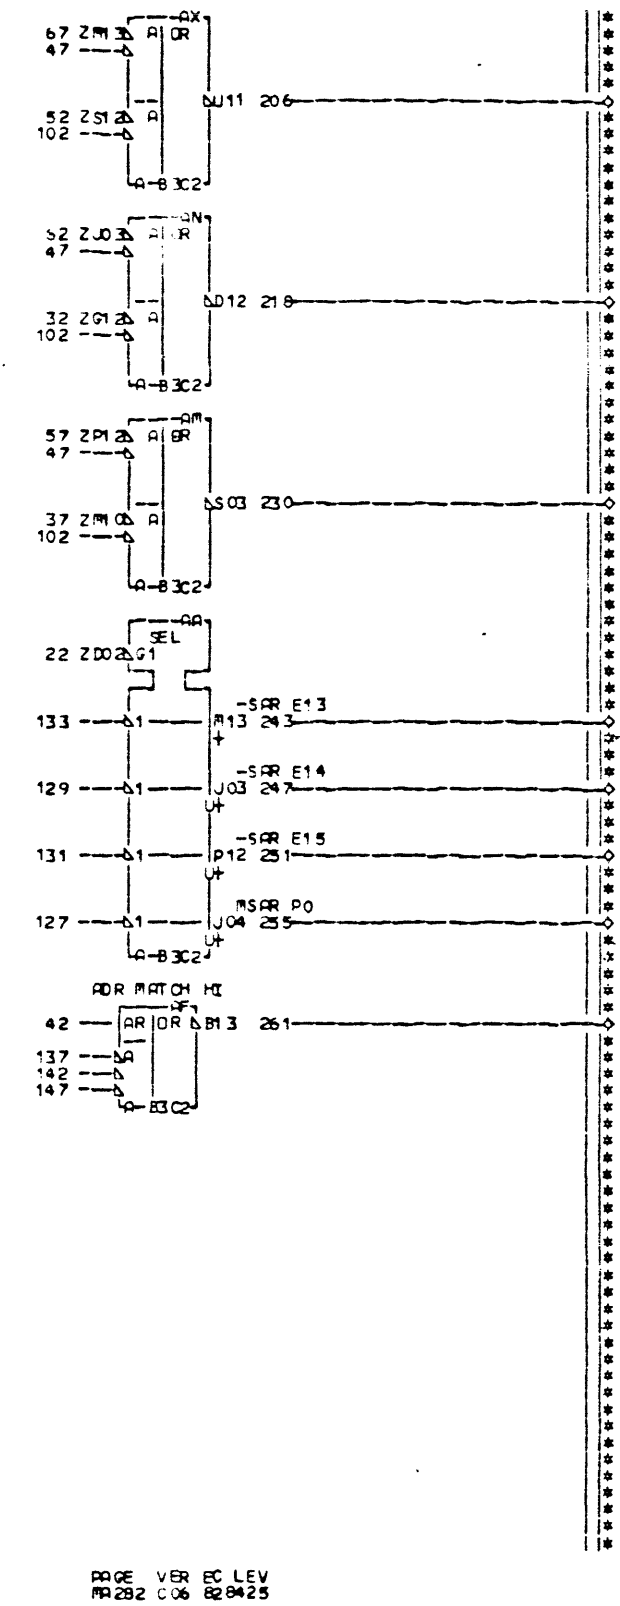 AX
67 ZM13 A OR
47
U11 206
52 ZS12 A
102
A B3C2
AN
52 ZJ03 A OR
47
D12 218
32 ZG12 A
102
A B3C2
AM
57 ZP12 A OR
47
S03 230
37 ZM10 A
102
A B3C2
AA
SEL
22 ZD02 G1
-SAR E13
133 1 M13 243
+
-SAR E14
129 1 J03 247
U+
-SAR E15
131 1 P12 251
U+
MSAR P0
127 1 J04 255
U+
A B3C2
ADR MATCH HI
AF
42 AR OR B13 261
137 A
142
147
A B3C2
PAGE VER EC LEV
MA282 C06 828425